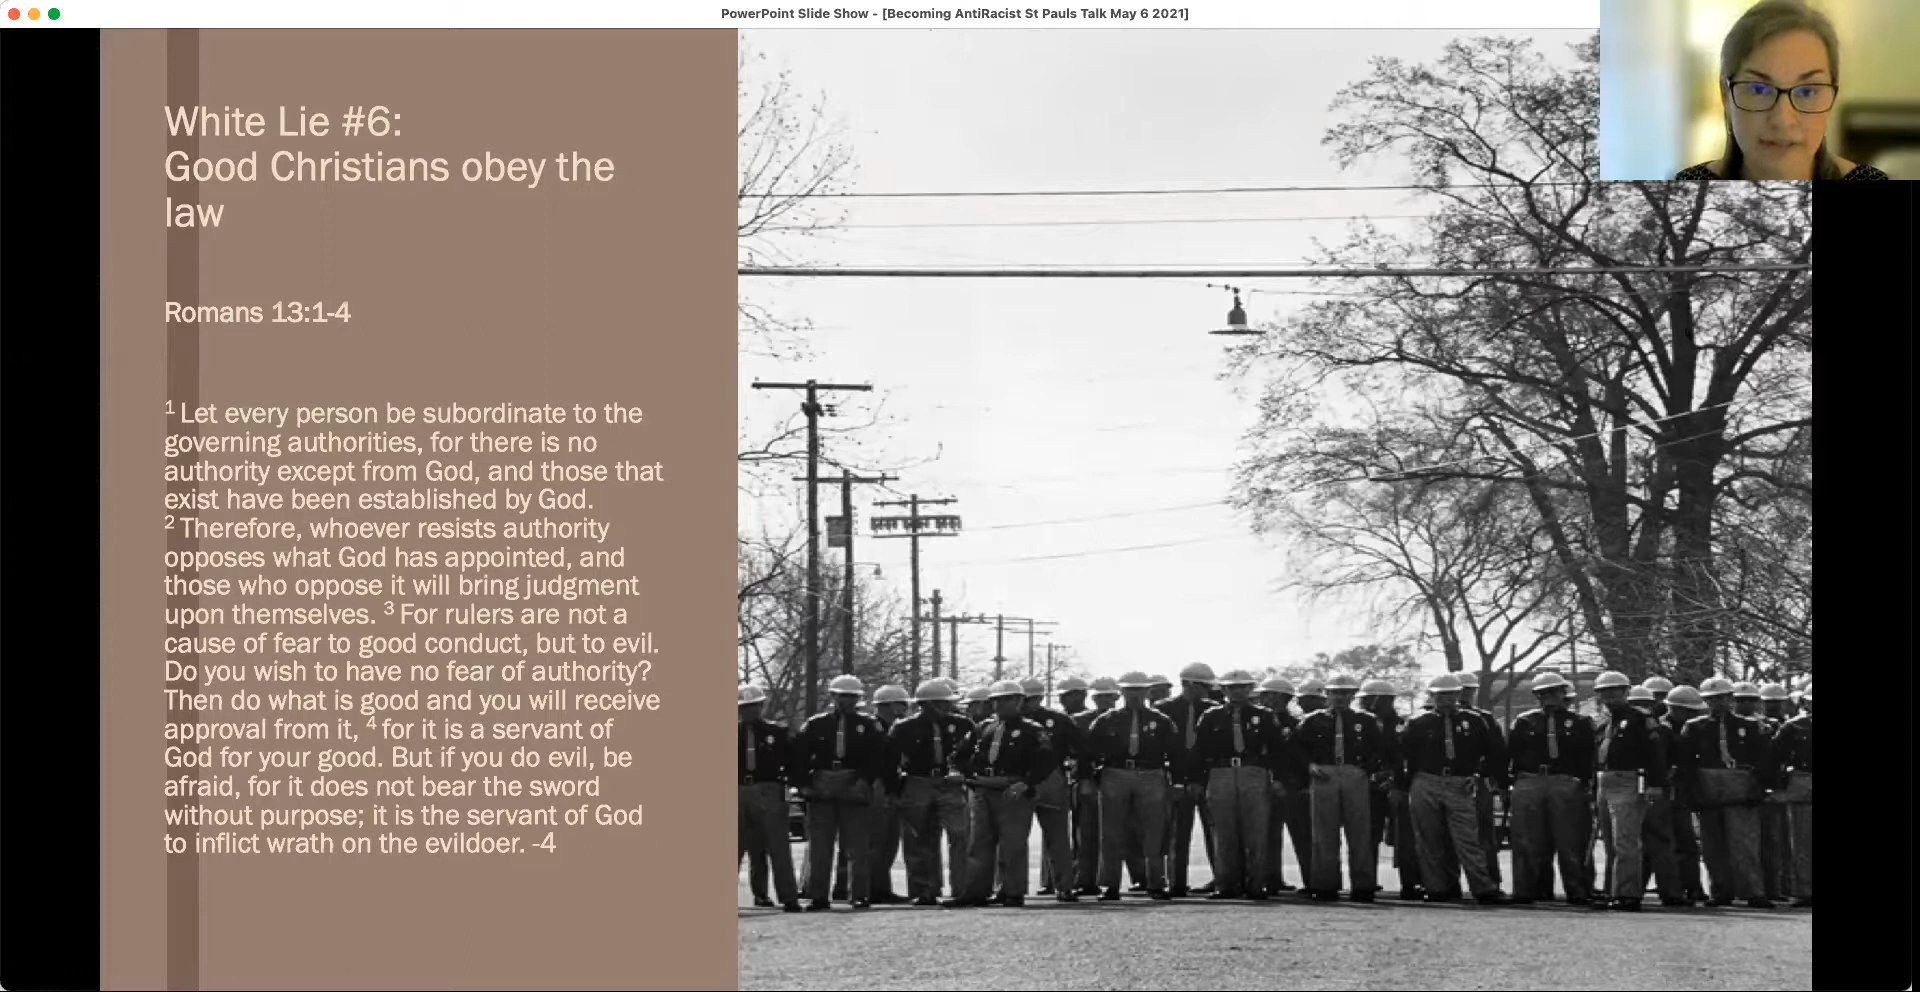 PowerPoint Slide Show - [Becoming AntiRacist St Pauls Talk May 6 2021]
White Lie #6:
Good Christians obey the
law
Romans 13:1-4
1 Let every person be subordinate to the
governing authorities, for there is no
authority except from God, and those that
exist have been established by God.
2 Therefore, whoever resists authority
opposes what God has appointed, and
those who oppose it will bring judgment
upon themselves. 3 For rulers are not a
cause of fear to good conduct, but to evil.
Do you wish to have no fear of authority?
Then do what is good and you will receive
approval from it, 4 for it is a servant of
God for your good. But if you do evil, be
afraid, for it does not bear the sword
without purpose; it is the servant of God
to inflict wrath on the evildoer. -4